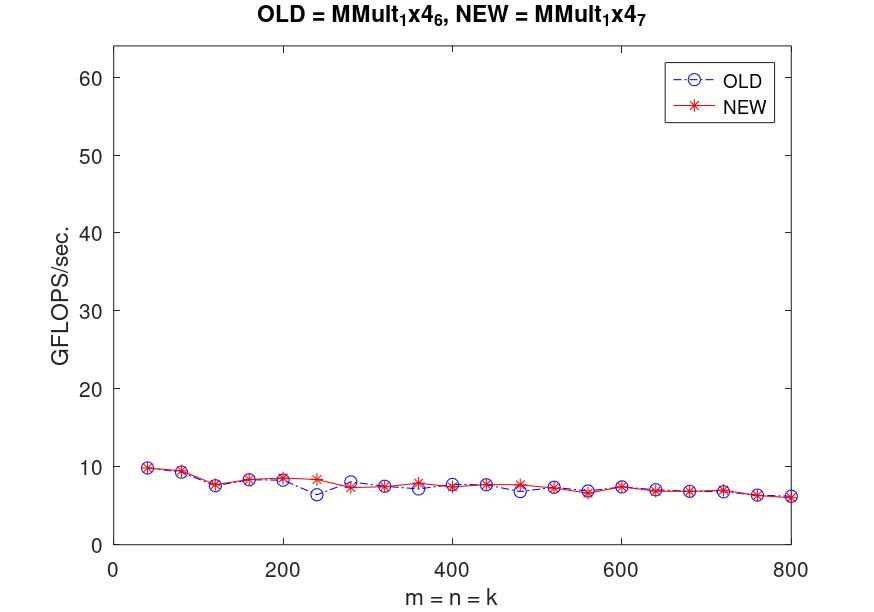 OLD = MMult₁x4₆, NEW = MMult₁x4₇
OLD
NEW
60
50
40
30
20
10
0
GFLOPS/sec.
0 200 400 600 800
m = n = k